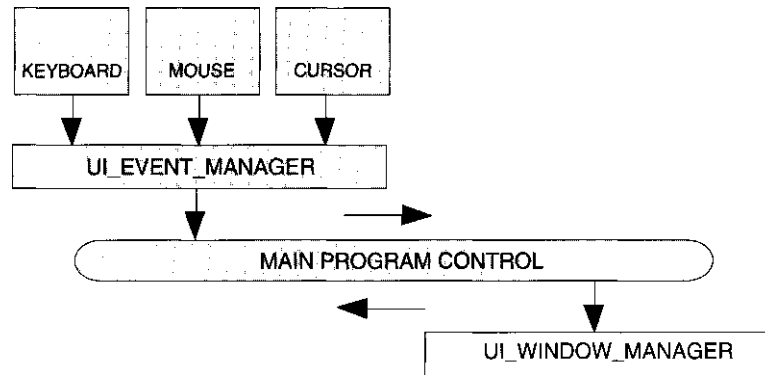 KEYBOARD
MOUSE
CURSOR
UI_EVENT_MANAGER
MAIN PROGRAM CONTROL
UI_WINDOW_MANAGER